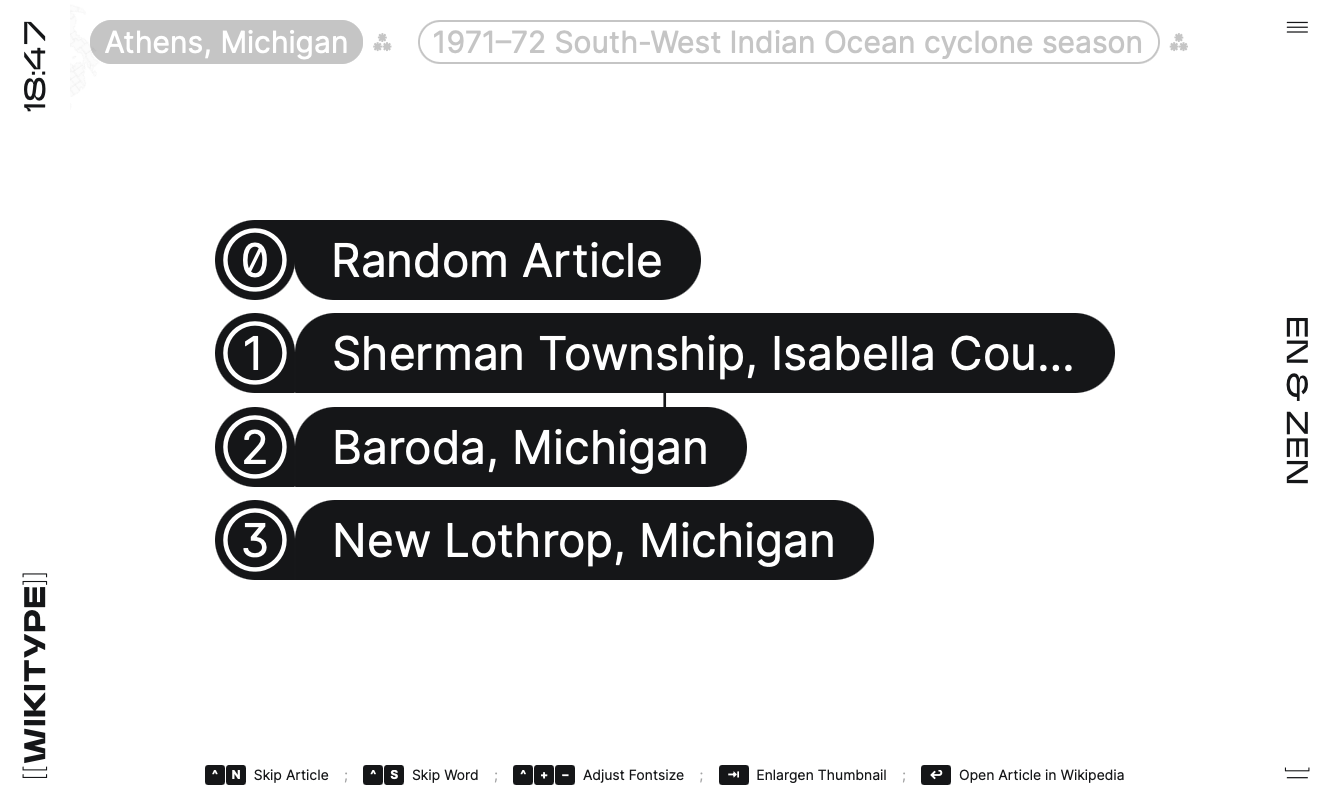 18:47
Athens, Michigan
1971–72 South-West Indian Ocean cyclone season
0 Random Article
1 Sherman Township, Isabella Cou...
2 Baroda, Michigan
3 New Lothrop, Michigan
EN & ZEN
[[WIKITYPE]]
^ N Skip Article ; ^ S Skip Word ; ^ + − Adjust Fontsize ; ⇥ Enlargen Thumbnail ; ↩ Open Article in Wikipedia